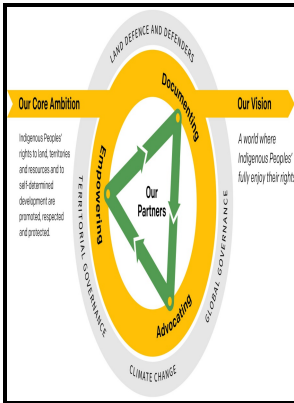 LAND DEFENCE AND DEFENDERS
Documenting
Our Core Ambition
Our Vision
Indigenous Peoples'
rights to land, territories
and resources and to
self-determined
development are
promoted, respected
and protected.
A world where
Indigenous Peoples'
fully enjoy their rights
Empowering
Our
Partners
Advocating
TERRITORIAL GOVERNANCE
GLOBAL GOVERNANCE
CLIMATE CHANGE